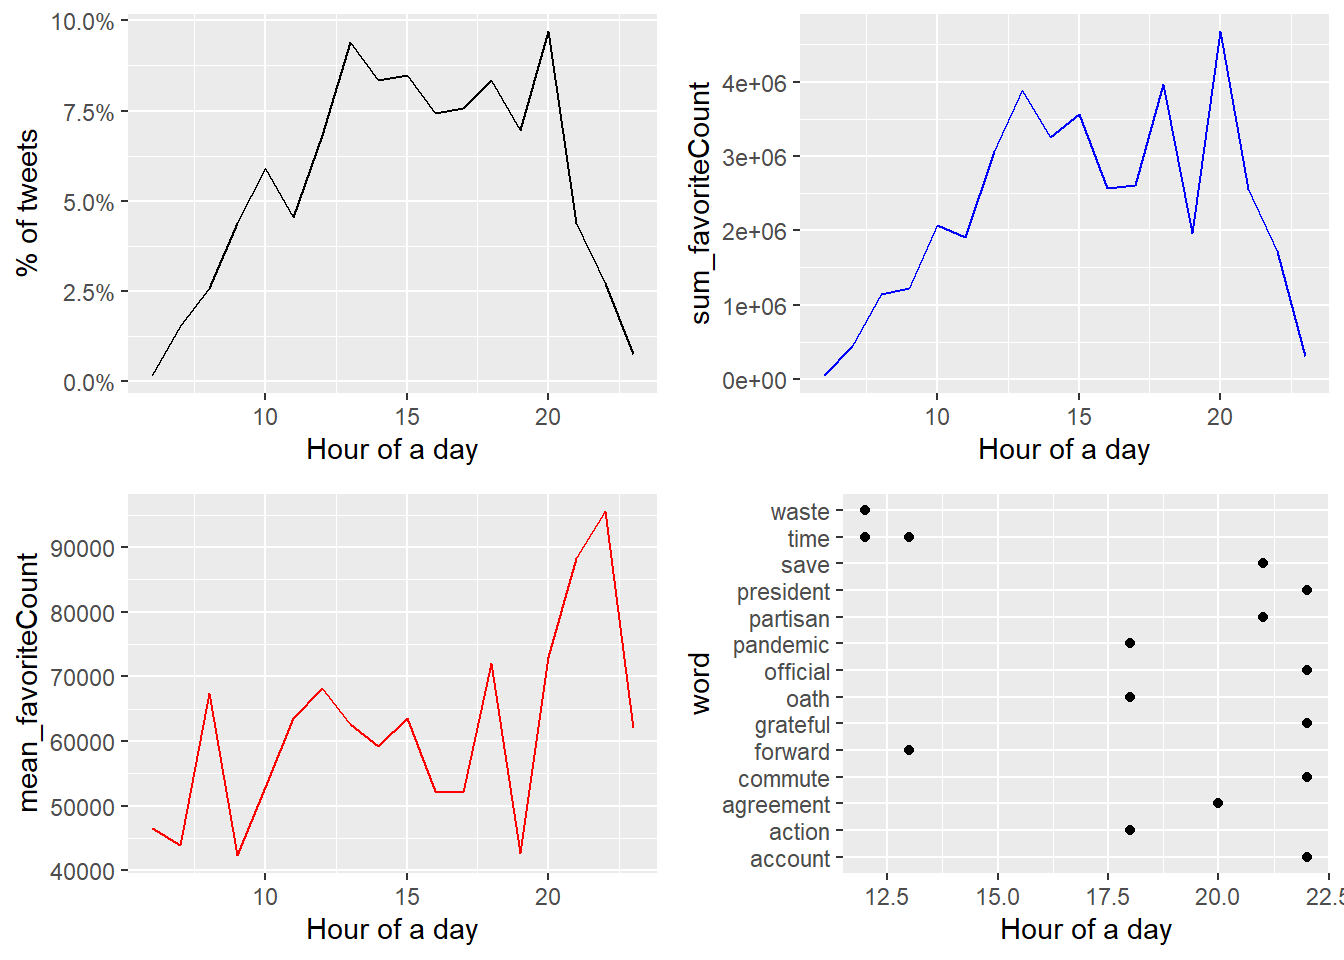 10.0%
7.5%
5.0%
2.5%
0.0%
% of tweets
10 15 20
Hour of a day
4e+06
3e+06
2e+06
1e+06
0e+00
sum_favoriteCount
10 15 20
Hour of a day
90000
80000
70000
60000
50000
40000
mean_favoriteCount
10 15 20
Hour of a day
waste
time
save
president
partisan
pandemic
official
oath
grateful
forward
commute
agreement
action
account
word
12.5 15.0 17.5 20.0 22.5
Hour of a day